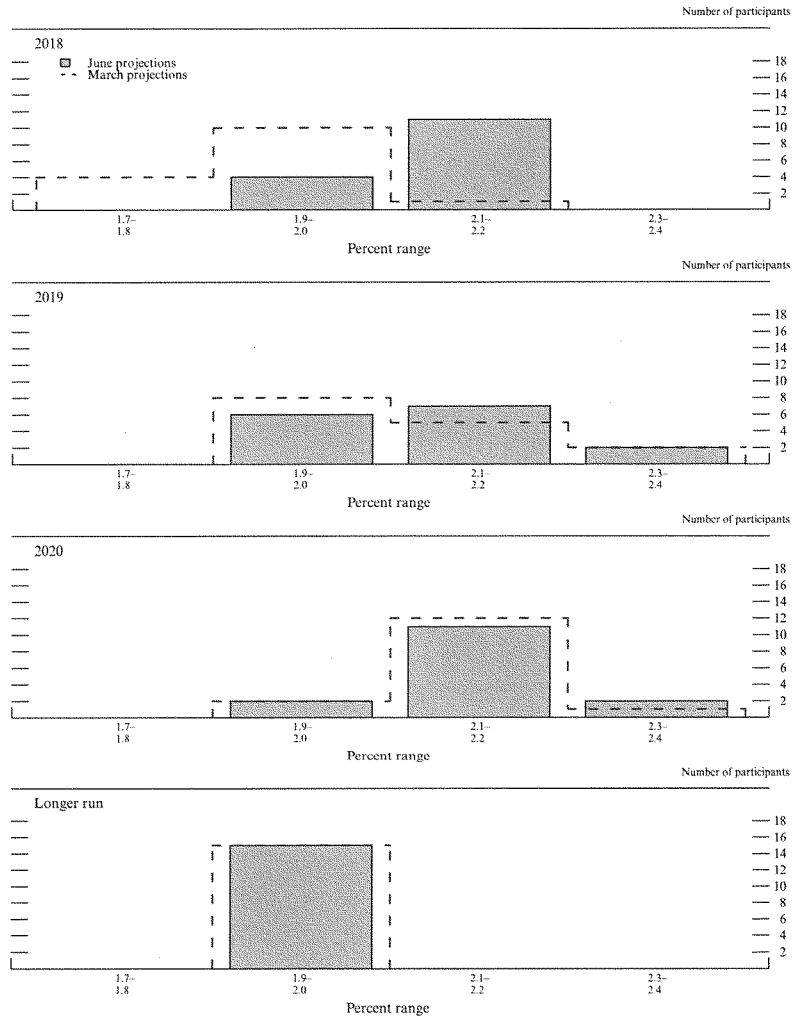 Number of participants
2018
June projections
March projections
18
16
14
12
10
8
6
4
2
1.7– 1.9– 2.1– 2.3–
1.8 2.0 2.2 2.4
Percent range
Number of participants
2019
18
16
14
12
10
8
6
4
2
1.7– 1.9– 2.1– 2.3–
1.8 2.0 2.2 2.4
Percent range
Number of participants
2020
18
16
14
12
10
8
6
4
2
1.7– 1.9– 2.1– 2.3–
1.8 2.0 2.2 2.4
Percent range
Number of participants
Longer run
18
16
14
12
10
8
6
4
2
1.7– 1.9– 2.1– 2.3–
1.8 2.0 2.2 2.4
Percent range